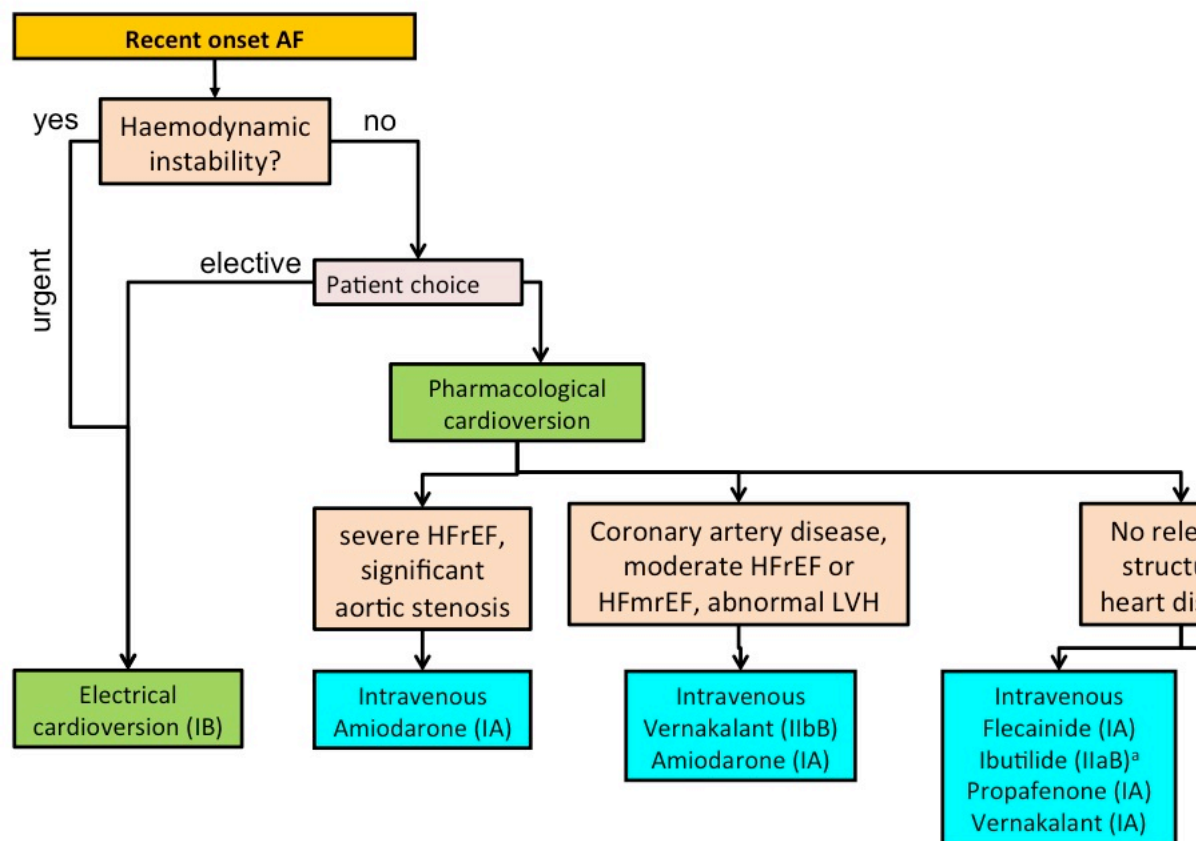 Recent onset AF
yes
Haemodynamic
instability?
no
urgent
elective
Patient choice
Pharmacological
cardioversion
severe HFrEF,
significant
aortic stenosis
Coronary artery disease,
moderate HFrEF or
HFmrEF, abnormal LVH
No
heart
Electrical
cardioversion (IB)
Intravenous
Amiodarone (IA)
Intravenous
Vernakalant (IIbB)
Amiodarone (IA)
Intravenous
Flecainide (IA)
Ibutilide (IIaB)ᵃ
Propafenone (IA)
Vernakalant (IA)